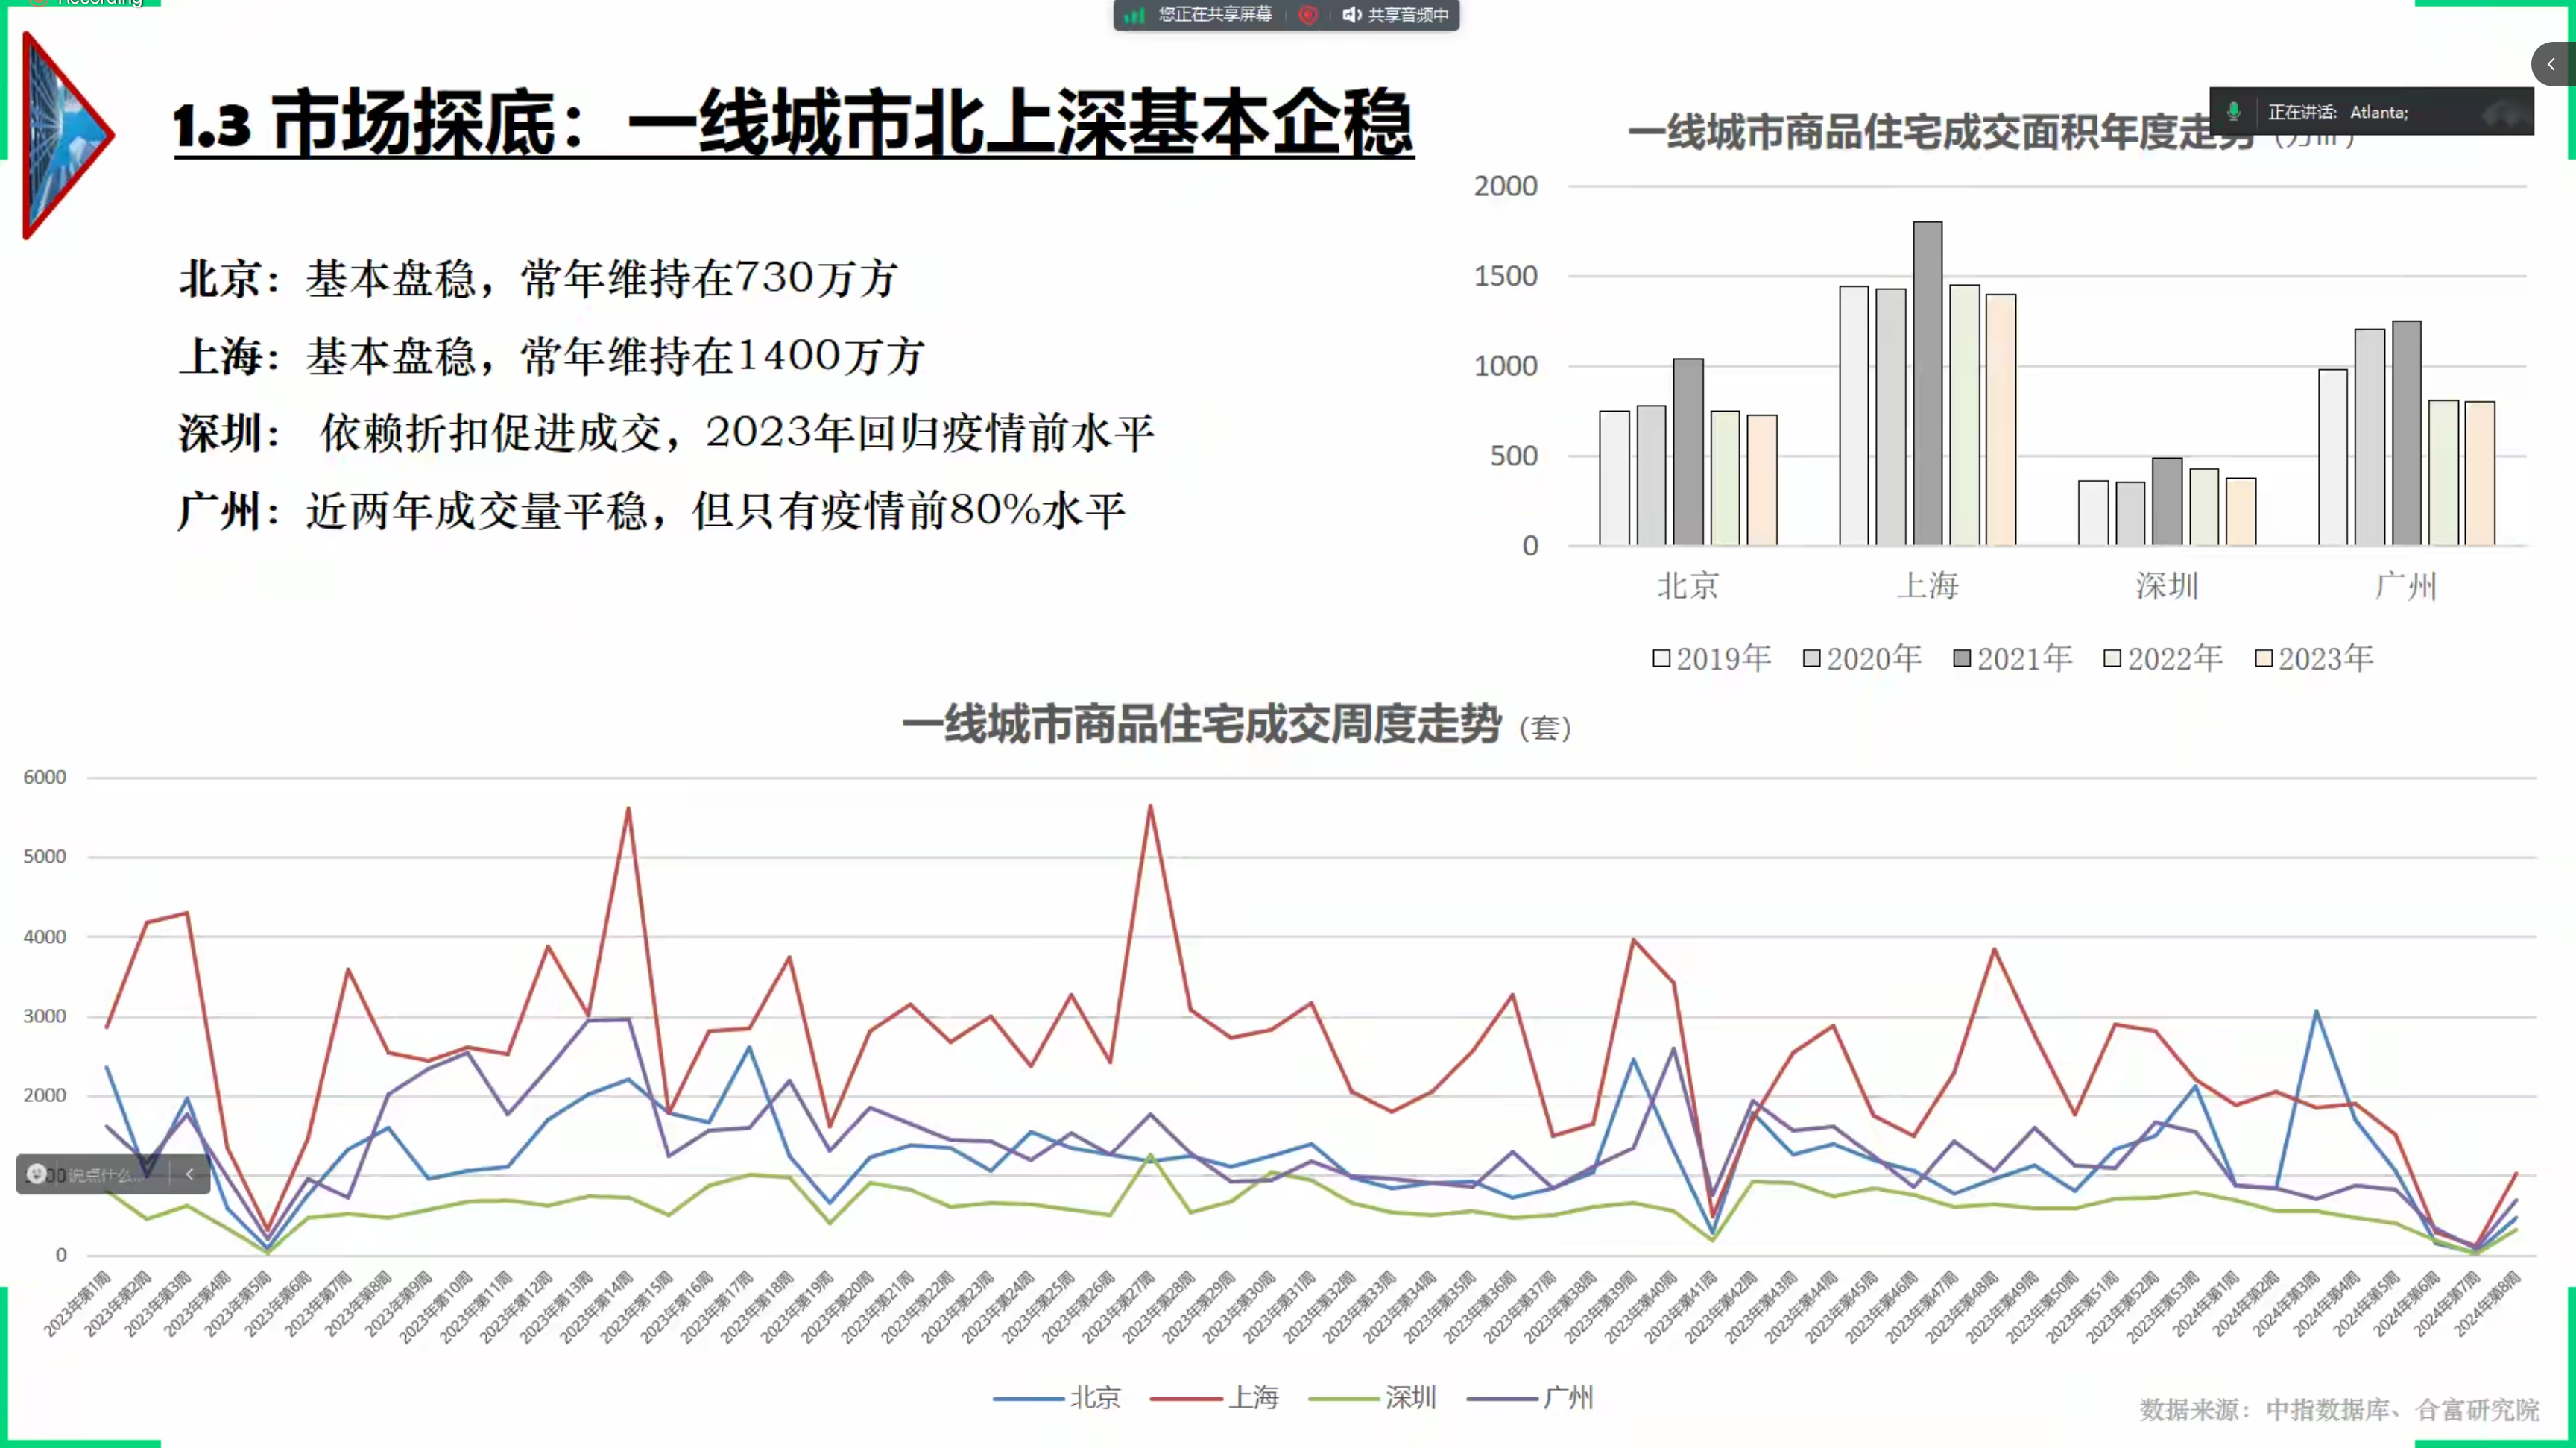 Recording
您正在共享屏幕
共享音频中
正在讲话: Atlanta;
1.3 市场探底：一线城市北上深基本企稳
北京：基本盘稳，常年维持在730万方
上海：基本盘稳，常年维持在1400万方
深圳： 依赖折扣促进成交，2023年回归疫情前水平
广州：近两年成交量平稳，但只有疫情前80%水平
一线城市商品住宅成交面积年度走势（万㎡）
2000
1500
1000
500
0
北京
上海
深圳
广州
2019年
2020年
2021年
2022年
2023年
一线城市商品住宅成交周度走势（套）
6000
5000
4000
3000
2000
说点什么...
0
2023年第1周
2023年第2周
2023年第3周
2023年第4周
2023年第5周
2023年第6周
2023年第7周
2023年第8周
2023年第9周
2023年第10周
2023年第11周
2023年第12周
2023年第13周
2023年第14周
2023年第15周
2023年第16周
2023年第17周
2023年第18周
2023年第19周
2023年第20周
2023年第21周
2023年第22周
2023年第23周
2023年第24周
2023年第25周
2023年第26周
2023年第27周
2023年第28周
2023年第29周
2023年第30周
2023年第31周
2023年第32周
2023年第33周
2023年第34周
2023年第35周
2023年第36周
2023年第37周
2023年第38周
2023年第39周
2023年第40周
2023年第41周
2023年第42周
2023年第43周
2023年第44周
2023年第45周
2023年第46周
2023年第47周
2023年第48周
2023年第49周
2023年第50周
2023年第51周
2023年第52周
2023年第53周
2024年第1周
2024年第2周
2024年第3周
2024年第4周
2024年第5周
2024年第6周
2024年第7周
2024年第8周
北京
上海
深圳
广州
数据来源：中指数据库、合富研究院